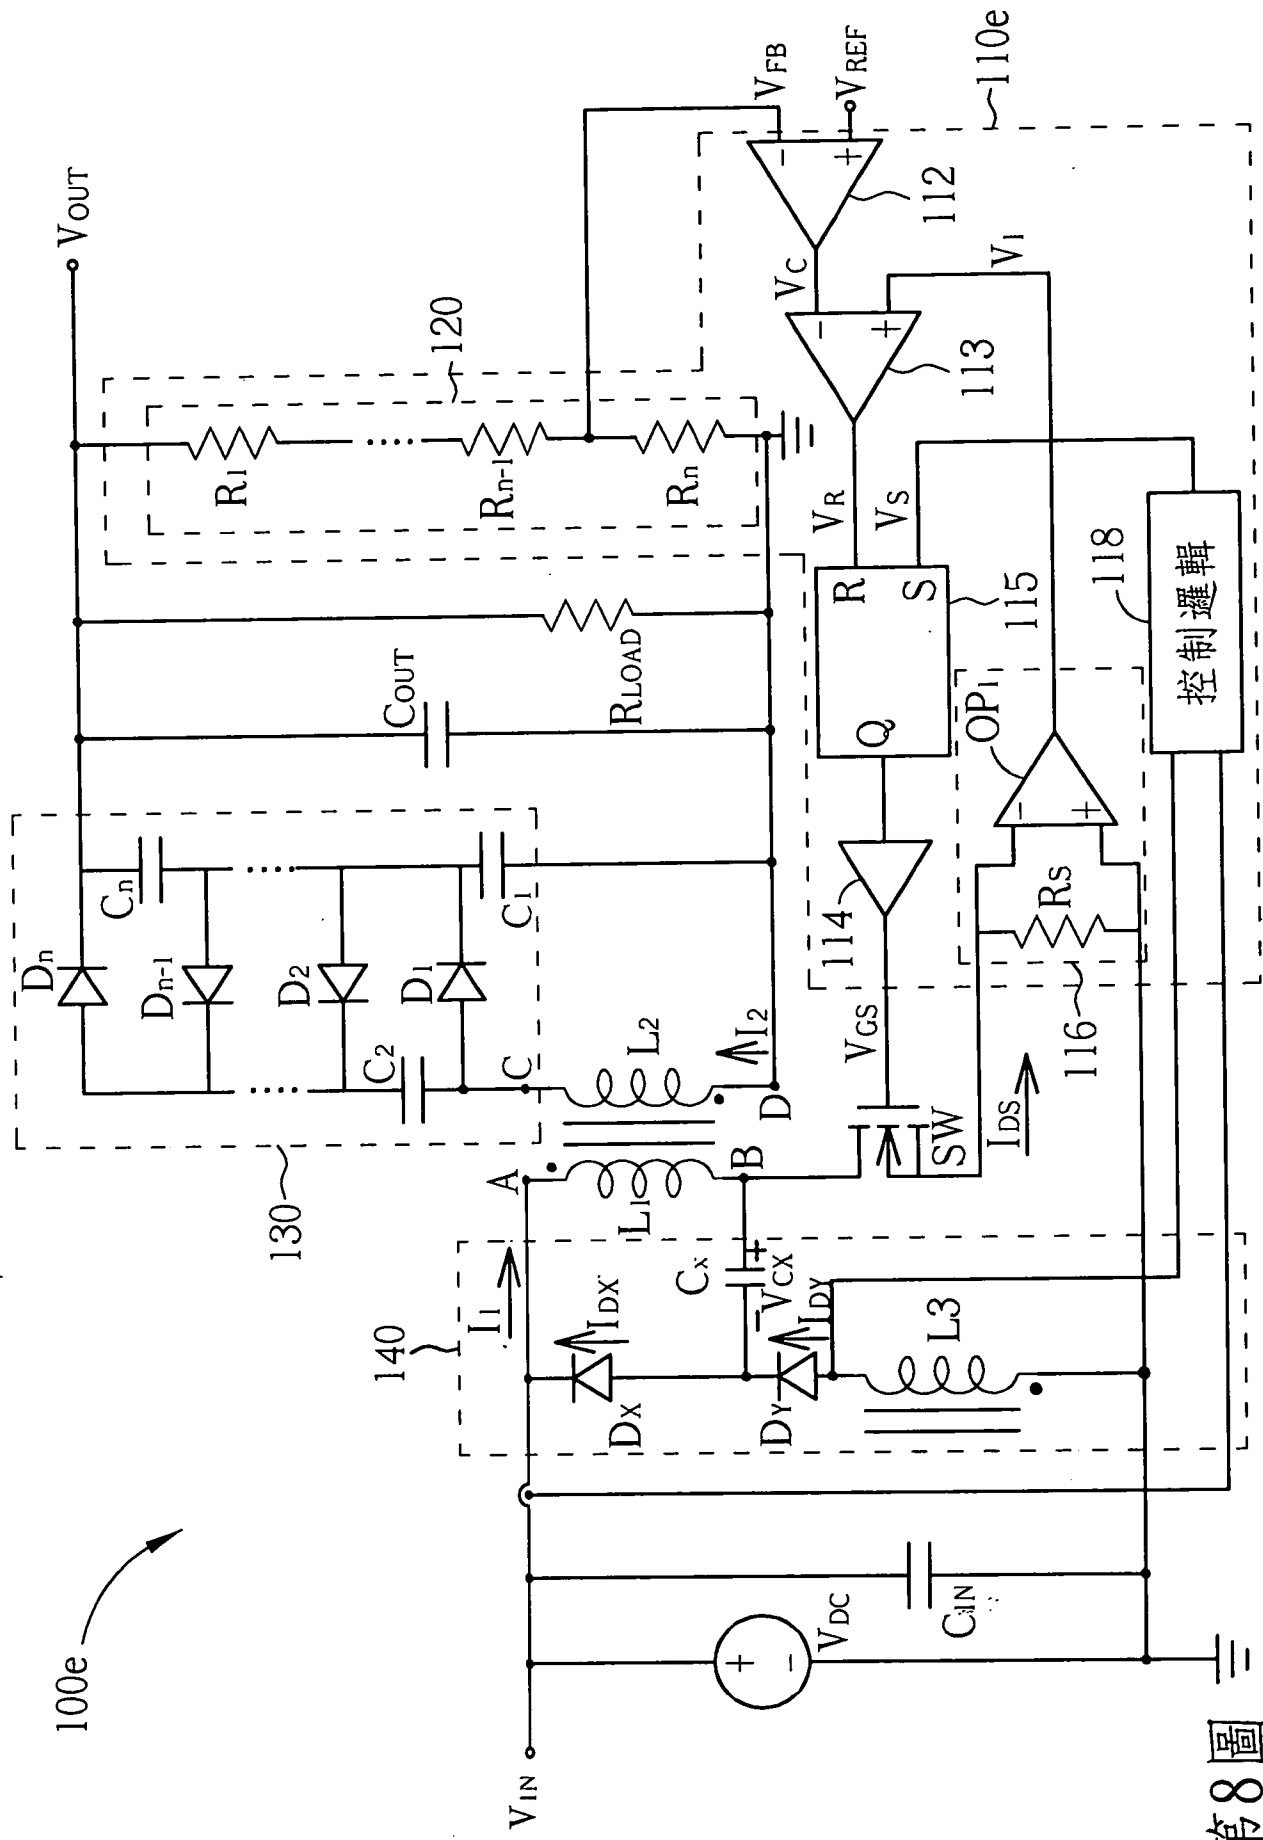 100e
VIN
VDC
+
-
CIN
140
I1
IDX
DX
CX
+
-
VCX
IDY
DY
L3
A
B
L1
L2
C
D
I2
130
Dn
Dn-1
D2
D1
Cn
C2
C1
COUT
RLOAD
120
R1
Rn-1
Rn
VOUT
VFB
VREF
110e
-
+
112
VC
-
+
113
V1
VR
VS
R
S
Q
115
114
VGS
SW
IDS
116
RS
OP1
-
+
118
控制邏輯
第8圖